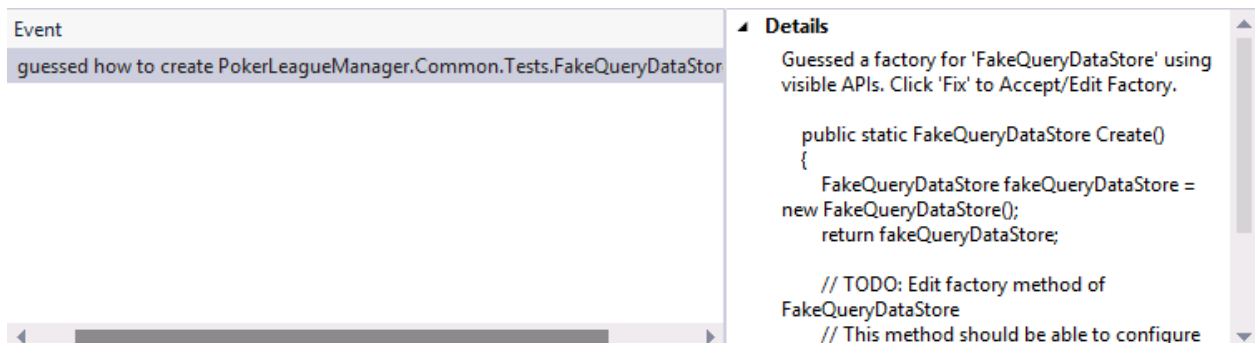 Event
guessed how to create PokerLeagueManager.Common.Tests.FakeQueryDataStor
Details
Guessed a factory for 'FakeQueryDataStore' using
visible APIs. Click 'Fix' to Accept/Edit Factory.
public static FakeQueryDataStore Create()
{
FakeQueryDataStore fakeQueryDataStore =
new FakeQueryDataStore();
return fakeQueryDataStore;
// TODO: Edit factory method of
FakeQueryDataStore
// This method should be able to configure